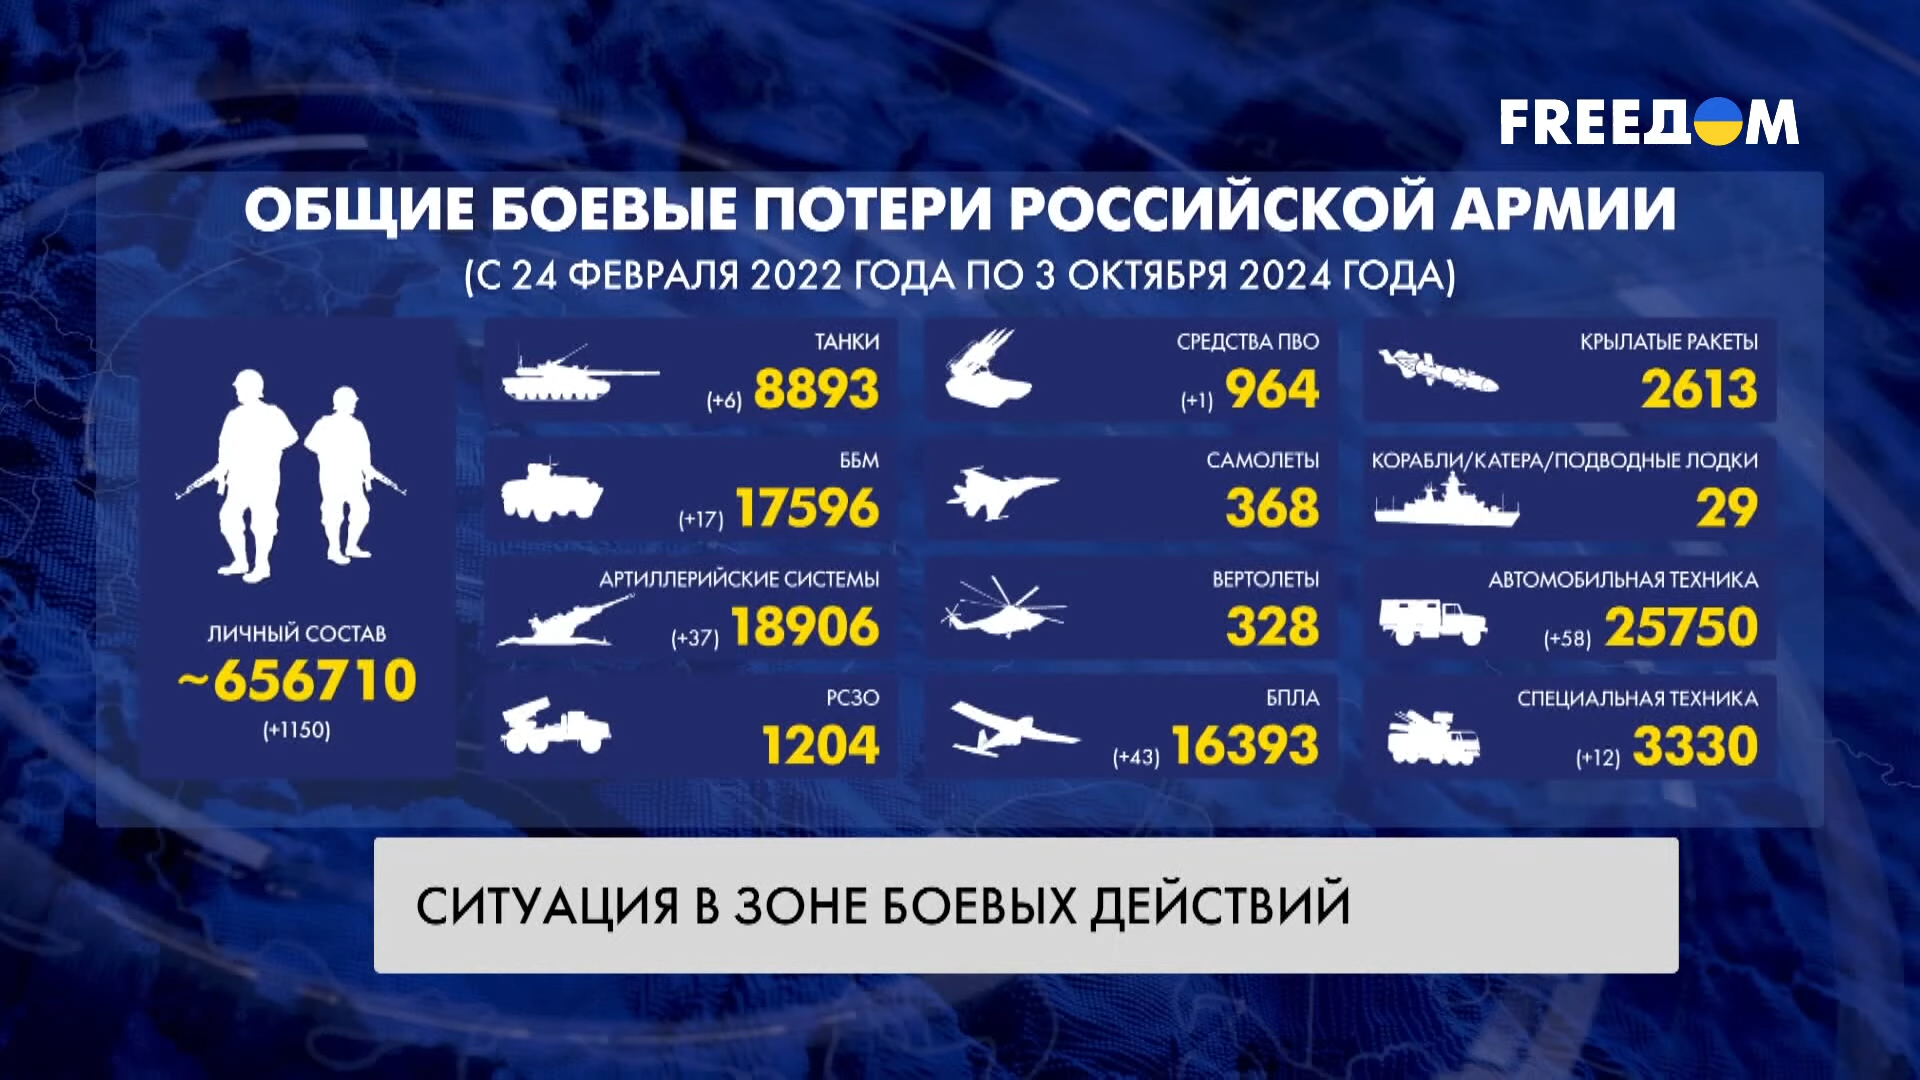 FREEДOM
ОБЩИЕ БОЕВЫЕ ПОТЕРИ РОССИЙСКОЙ АРМИИ
(С 24 ФЕВРАЛЯ 2022 ГОДА ПО 3 ОКТЯБРЯ 2024 ГОДА)
ЛИЧНЫЙ СОСТАВ
~656710
(+1150)
ТАНКИ
(+6) 8893
ББМ
(+17) 17596
АРТИЛЛЕРИЙСКИЕ СИСТЕМЫ
(+37) 18906
РСЗО
1204
СРЕДСТВА ПВО
(+1) 964
САМОЛЕТЫ
368
ВЕРТОЛЕТЫ
328
БПЛА
(+43) 16393
КРЫЛАТЫЕ РАКЕТЫ
2613
КОРАБЛИ/КАТЕРА/ПОДВОДНЫЕ ЛОДКИ
29
АВТОМОБИЛЬНАЯ ТЕХНИКА
(+58) 25750
СПЕЦИАЛЬНАЯ ТЕХНИКА
(+12) 3330
СИТУАЦИЯ В ЗОНЕ БОЕВЫХ ДЕЙСТВИЙ